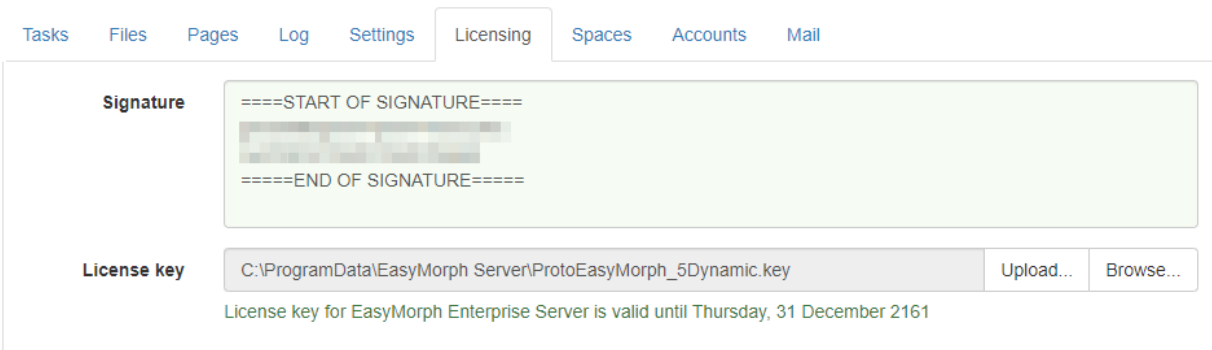 Tasks Files Pages Log Settings Licensing Spaces Accounts Mail
Signature ====START OF SIGNATURE====
=====END OF SIGNATURE=====
License key C:\ProgramData\EasyMorph Server\ProtoEasyMorph_5Dynamic.key Upload... Browse...
License key for EasyMorph Enterprise Server is valid until Thursday, 31 December 2161